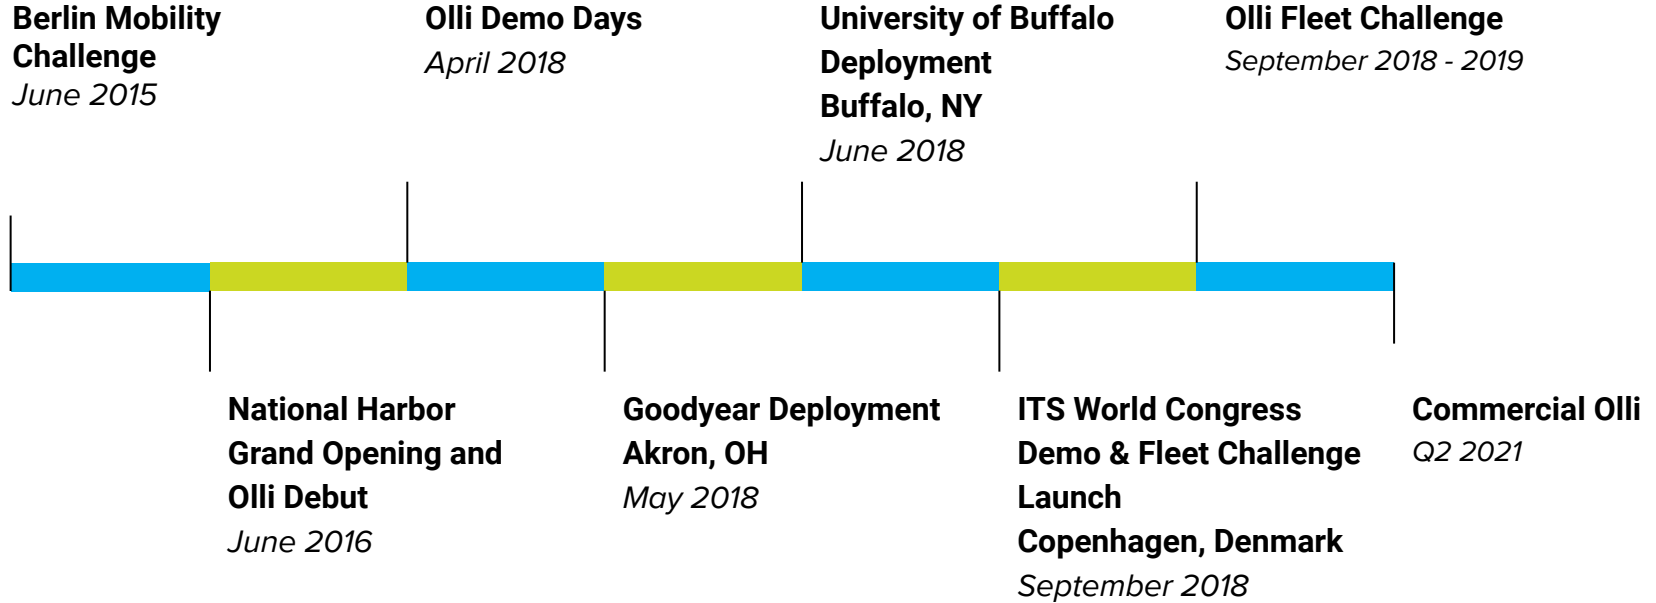 Berlin Mobility
Challenge
June 2015
Olli Demo Days
April 2018
University of Buffalo
Deployment
Buffalo, NY
June 2018
Olli Fleet Challenge
September 2018 - 2019
National Harbor
Grand Opening and
Olli Debut
June 2016
Goodyear Deployment
Akron, OH
May 2018
ITS World Congress
Demo & Fleet Challenge
Launch
Copenhagen, Denmark
September 2018
Commercial Olli
Q2 2021